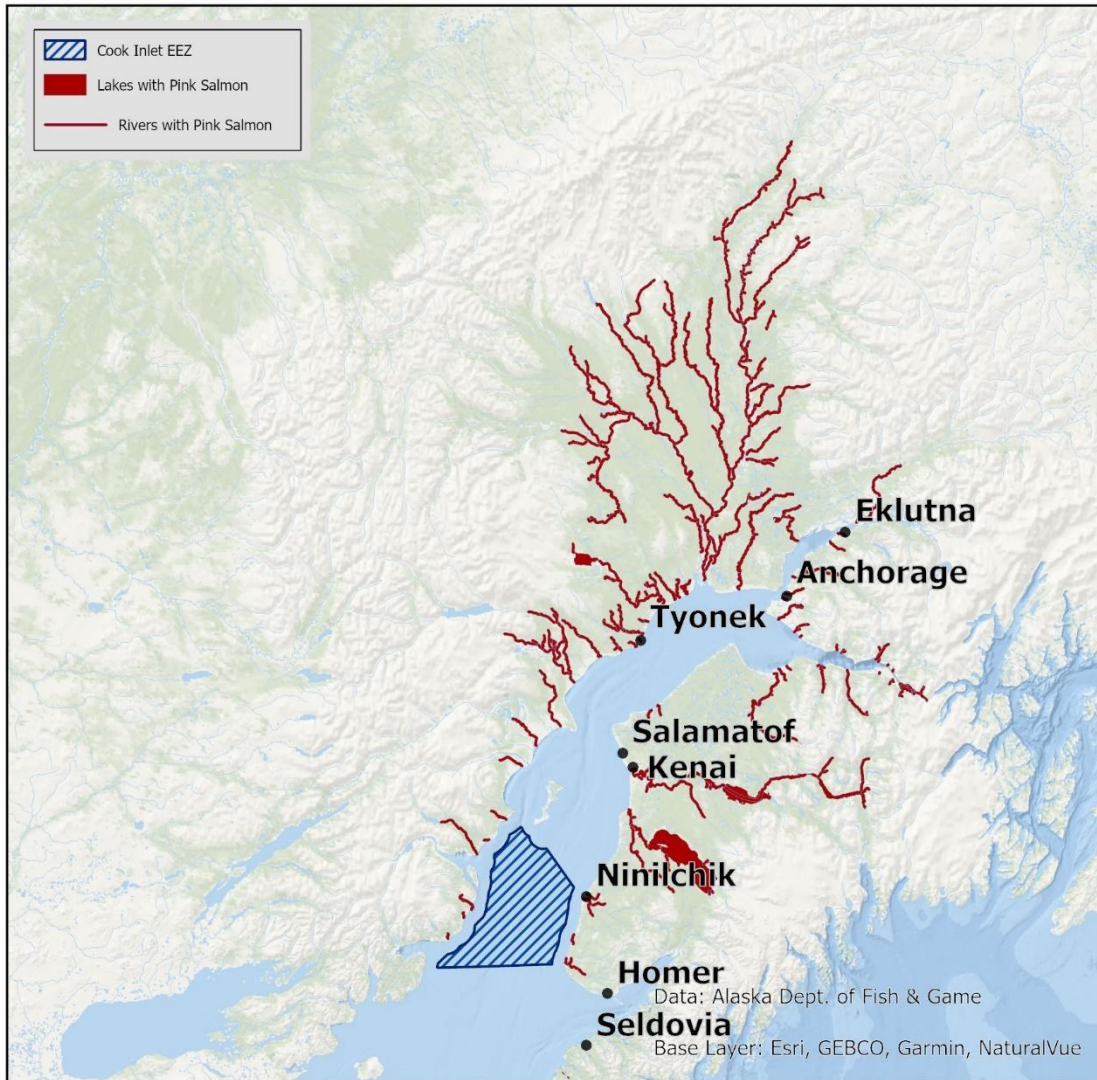 Cook Inlet EEZ
Lakes with Pink Salmon
Rivers with Pink Salmon
Eklutna
Anchorage
Tyonek
Salamatof
Kenai
Ninilchik
Homer
Data: Alaska Dept. of Fish & Game
Seldovia
Base Layer: Esri, GEBCO, Garmin, NaturalVue